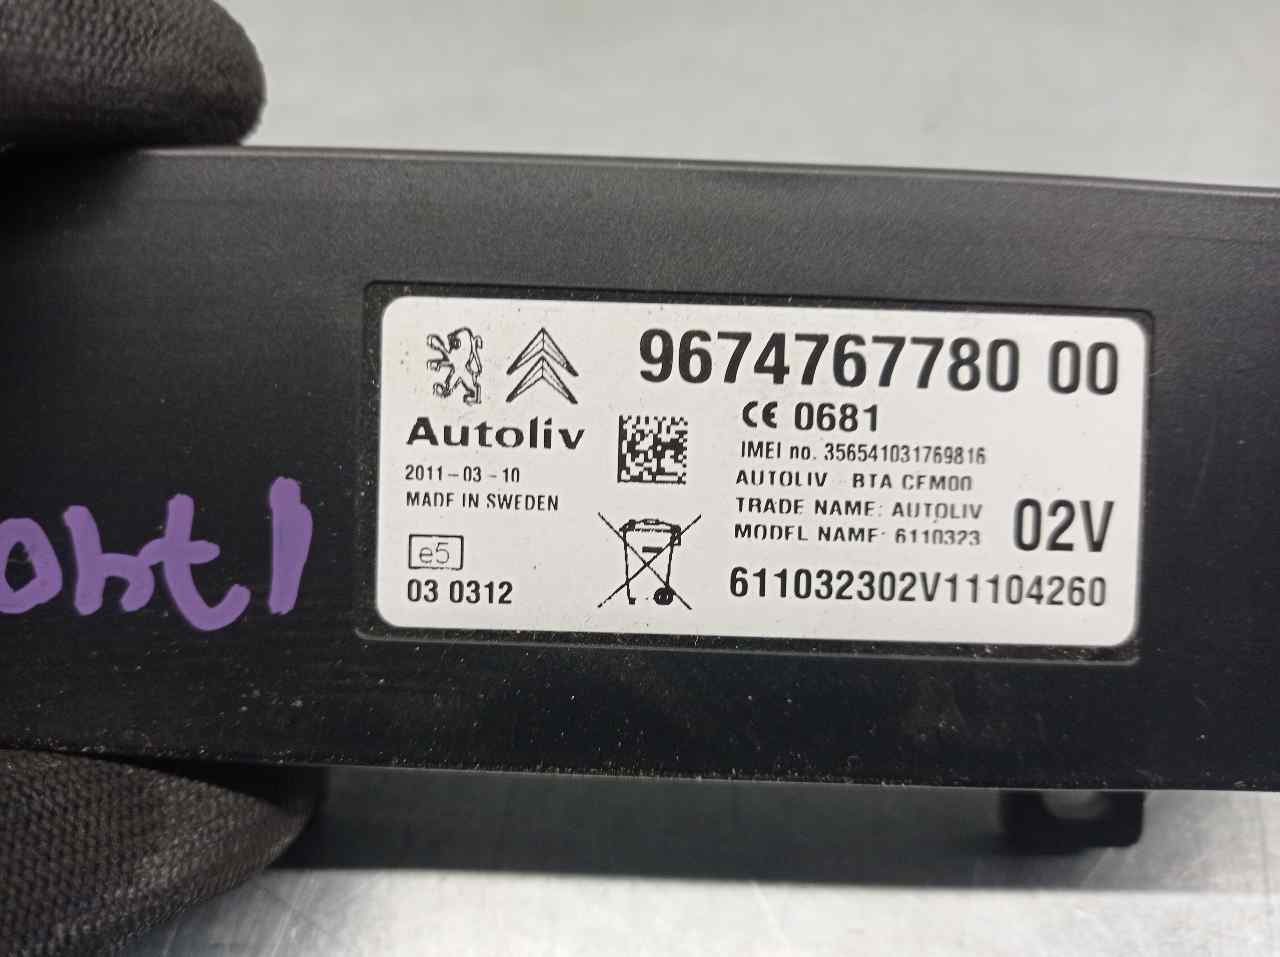 9674767780 00
CE 0681
IMEI no. 356541031769816
Autoliv
2011-03-10
MADE IN SWEDEN
AUTOLIV BTA CFM00
TRADE NAME: AUTOLIV
MODEL NAME: 6110323
02V
e5
03 0312
611032302V11104260